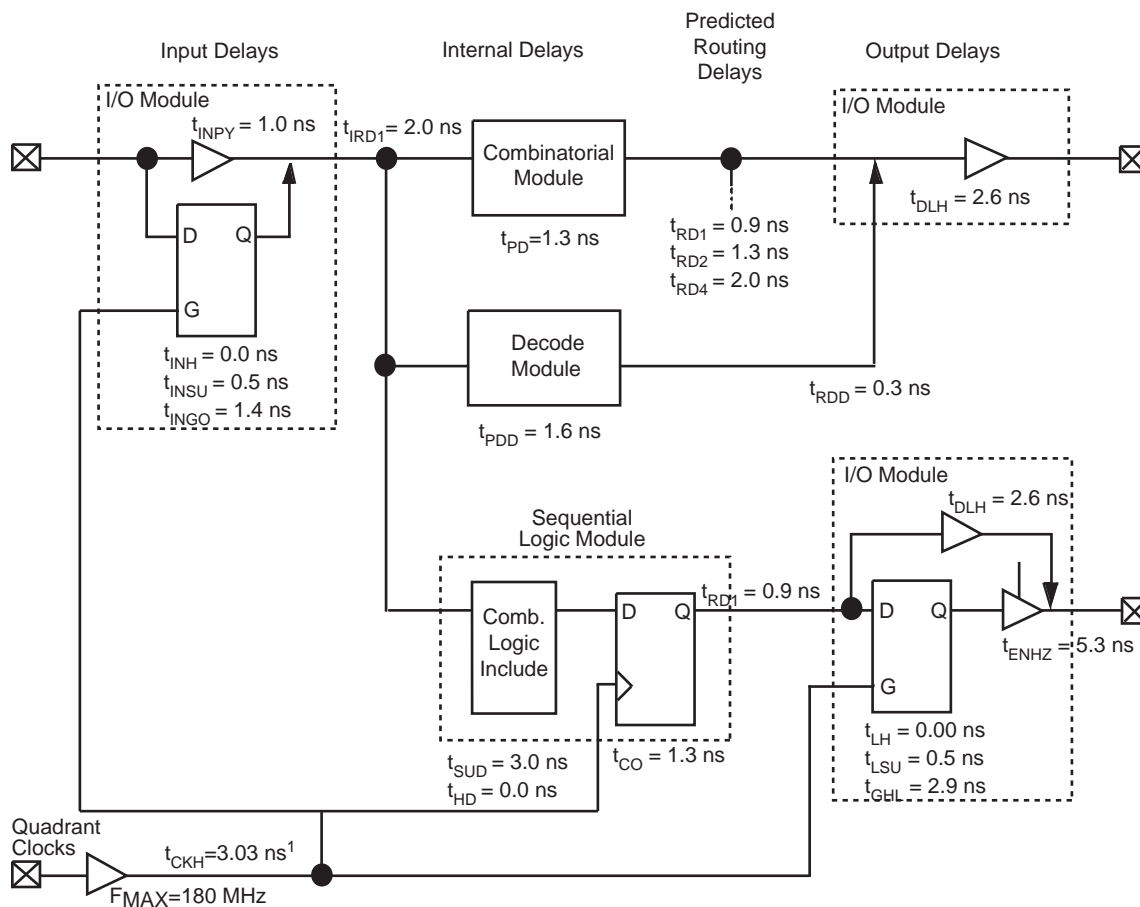 Input Delays
Internal Delays
Predicted
Routing
Delays
Output Delays
I/O Module
tINPY = 1.0 ns
tIRD1 = 2.0 ns
Combinatorial
Module
tPD=1.3 ns
tRD1 = 0.9 ns
tRD2 = 1.3 ns
tRD4 = 2.0 ns
I/O Module
tDLH = 2.6 ns
D
Q
G
tINH = 0.0 ns
tINSU = 0.5 ns
tINGO = 1.4 ns
Decode
Module
tPDD = 1.6 ns
tRDD = 0.3 ns
Sequential
Logic Module
Comb.
Logic
Include
D
Q
tSUD = 3.0 ns
tHD = 0.0 ns
tCO = 1.3 ns
tRD1 = 0.9 ns
I/O Module
tDLH = 2.6 ns
D
Q
G
tENHZ = 5.3 ns
tLH = 0.00 ns
tLSU = 0.5 ns
tGHL = 2.9 ns
Quadrant
Clocks
tCKH=3.03 ns1
FMAX=180 MHz